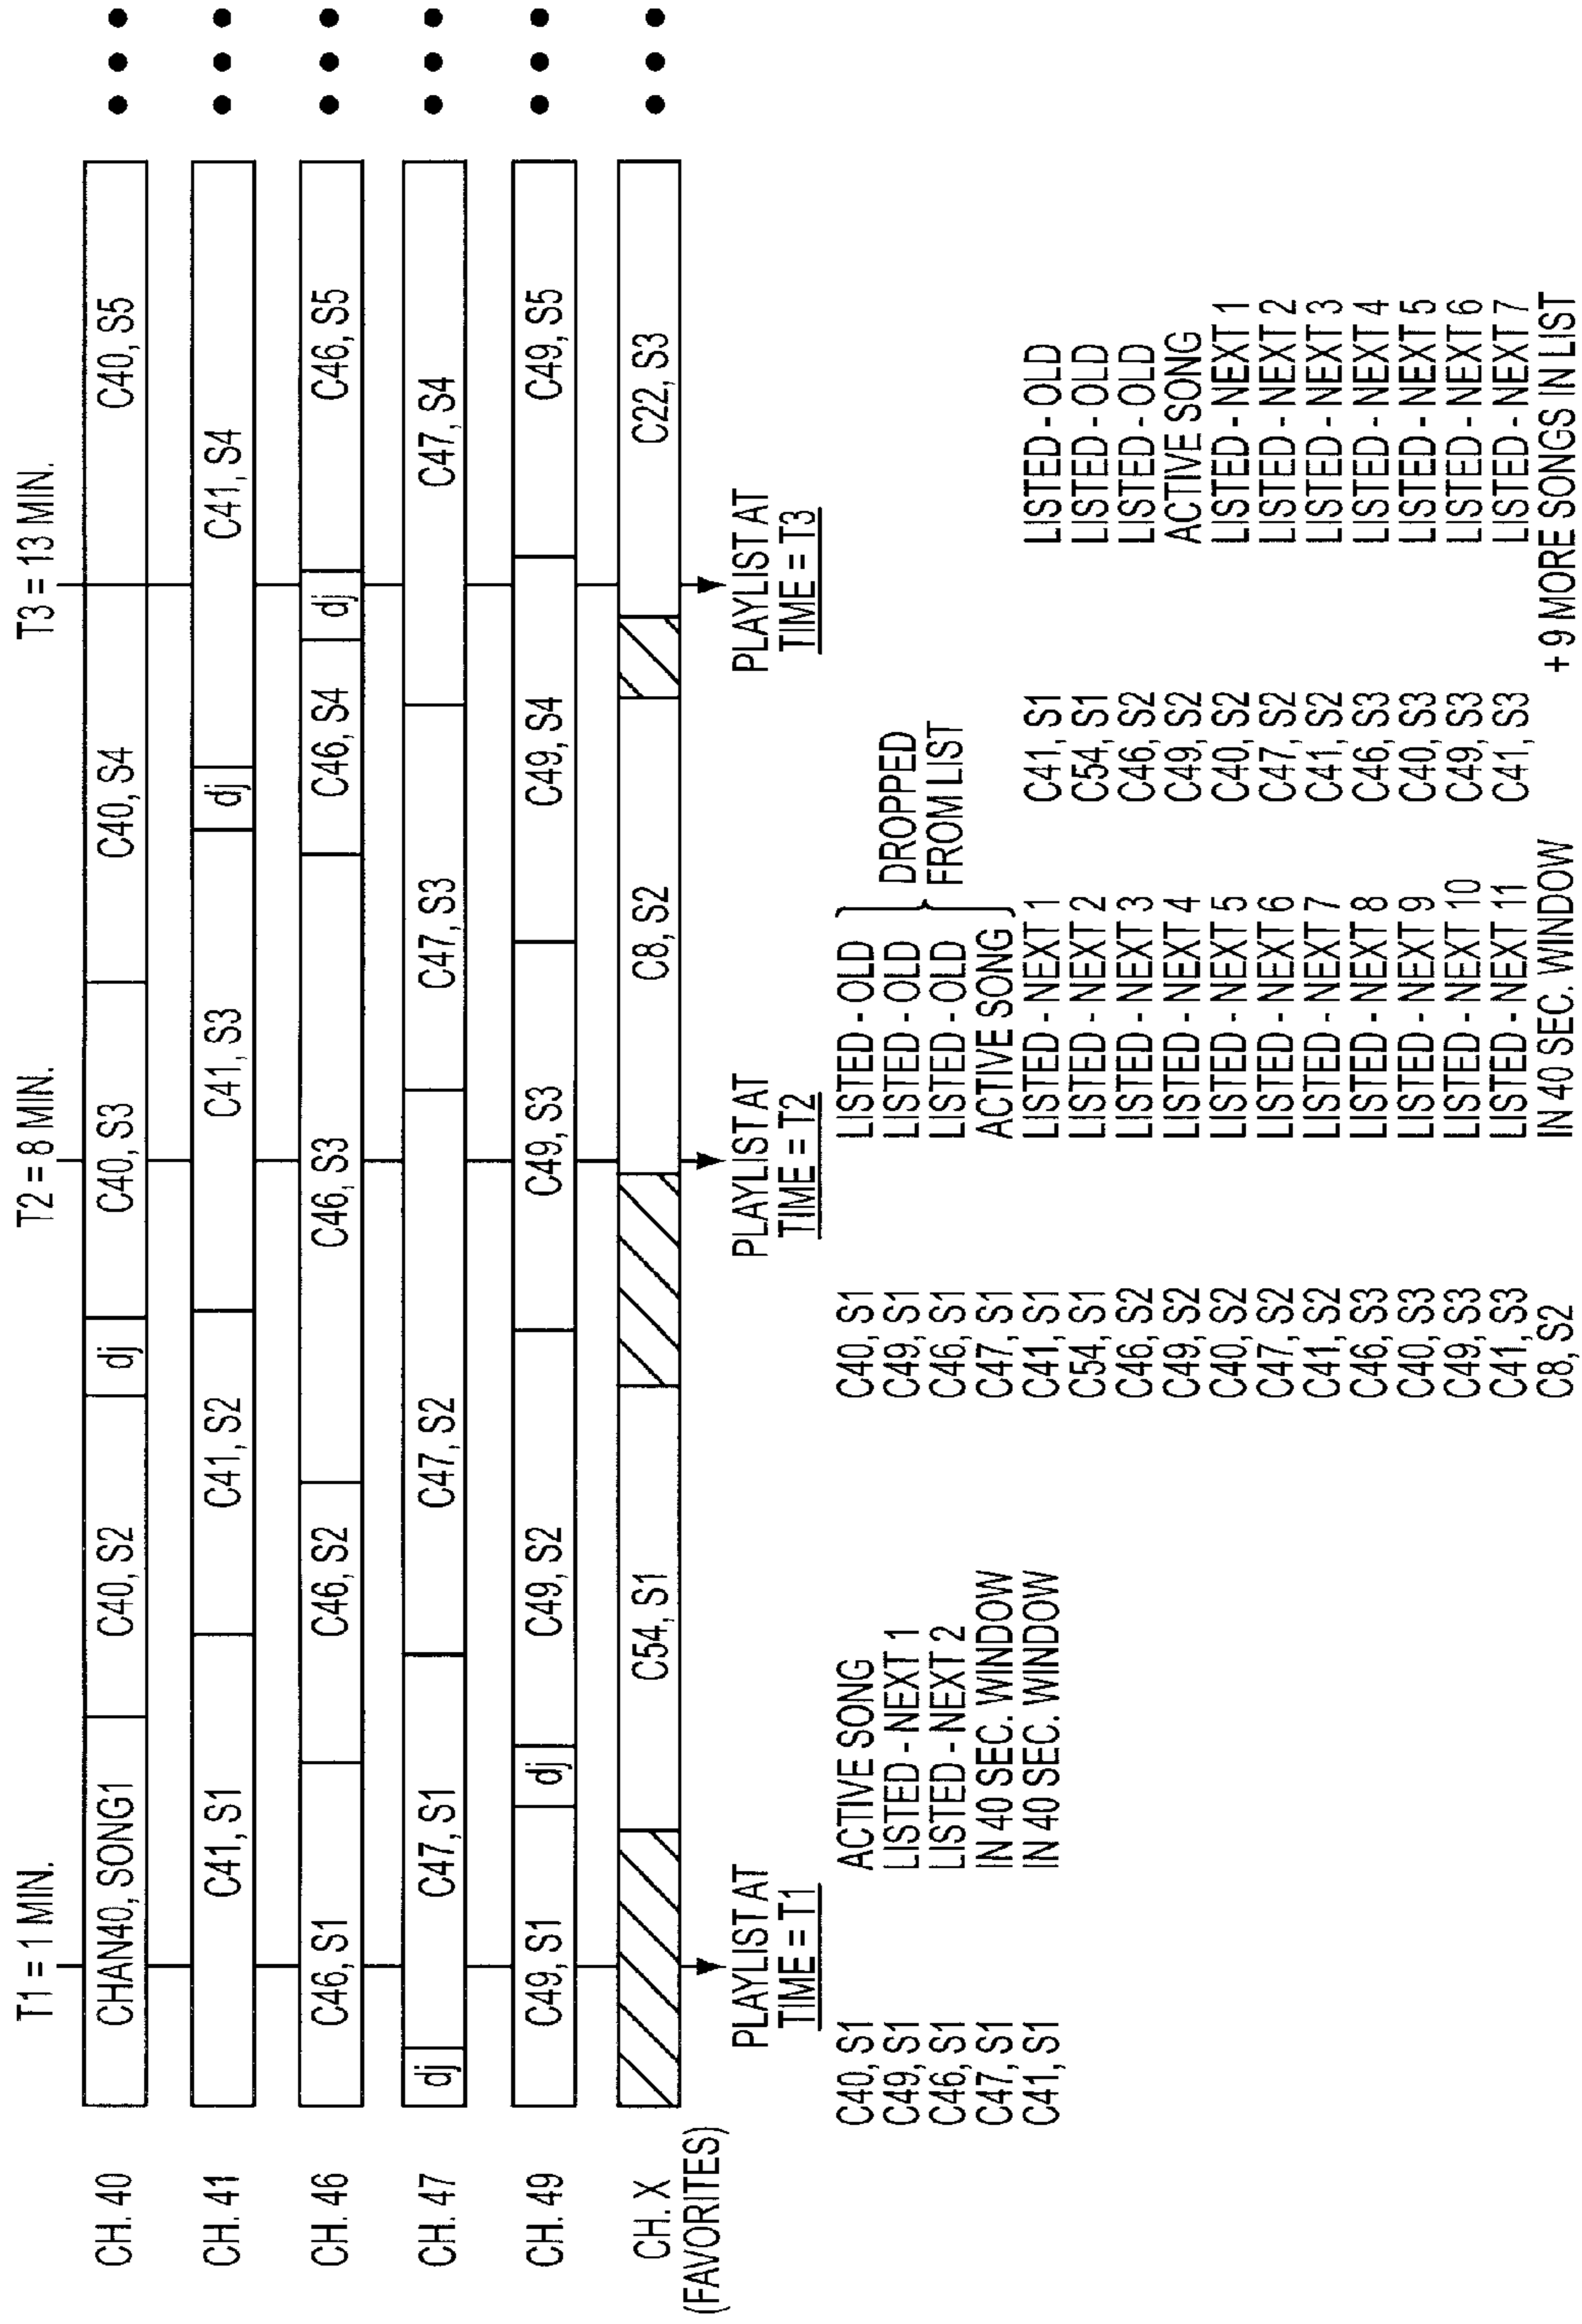 T1 = 1 MIN.
T2 = 8 MIN.
T3 = 13 MIN.
CH. 40
CHAN40, SONG1
C40, S2
dj
C40, S3
C40, S4
C40, S5
CH. 41
C41, S1
C41, S2
C41, S3
dj
C41, S4
CH. 46
C46, S1
C46, S2
C46, S3
C46, S4
dj
C46, S5
CH. 47
dj
C47, S1
C47, S2
C47, S3
C47, S4
CH. 49
C49, S1
dj
C49, S2
C49, S3
C49, S4
C49, S5
CH. X
(FAVORITES)
C54, S1
C8, S2
C22, S3
PLAYLIST AT
TIME = T1
C40, S1 ACTIVE SONG
C49, S1 LISTED - NEXT 1
C46, S1 LISTED - NEXT 2
C47, S1 IN 40 SEC. WINDOW
C41, S1 IN 40 SEC. WINDOW
PLAYLIST AT
TIME = T2
C40, S1 LISTED - OLD
C49, S1 LISTED - OLD
C46, S1 LISTED - OLD
C47, S1 ACTIVE SONG
DROPPED
FROM LIST
C41, S1 LISTED - NEXT 1
C54, S1 LISTED - NEXT 2
C46, S2 LISTED - NEXT 3
C49, S2 LISTED - NEXT 4
C40, S2 LISTED - NEXT 5
C47, S2 LISTED - NEXT 6
C41, S2 LISTED - NEXT 7
C46, S3 LISTED - NEXT 8
C40, S3 LISTED - NEXT 9
C49, S3 LISTED - NEXT 10
C41, S3 LISTED - NEXT 11
C8, S2 IN 40 SEC. WINDOW
PLAYLIST AT
TIME = T3
C41, S1 LISTED - OLD
C54, S1 LISTED - OLD
C46, S2 LISTED - OLD
C49, S2 ACTIVE SONG
C40, S2 LISTED - NEXT 1
C47, S2 LISTED - NEXT 2
C41, S2 LISTED - NEXT 3
C46, S3 LISTED - NEXT 4
C40, S3 LISTED - NEXT 5
C49, S3 LISTED - NEXT 6
C41, S3 LISTED - NEXT 7
+ 9 MORE SONGS IN LIST